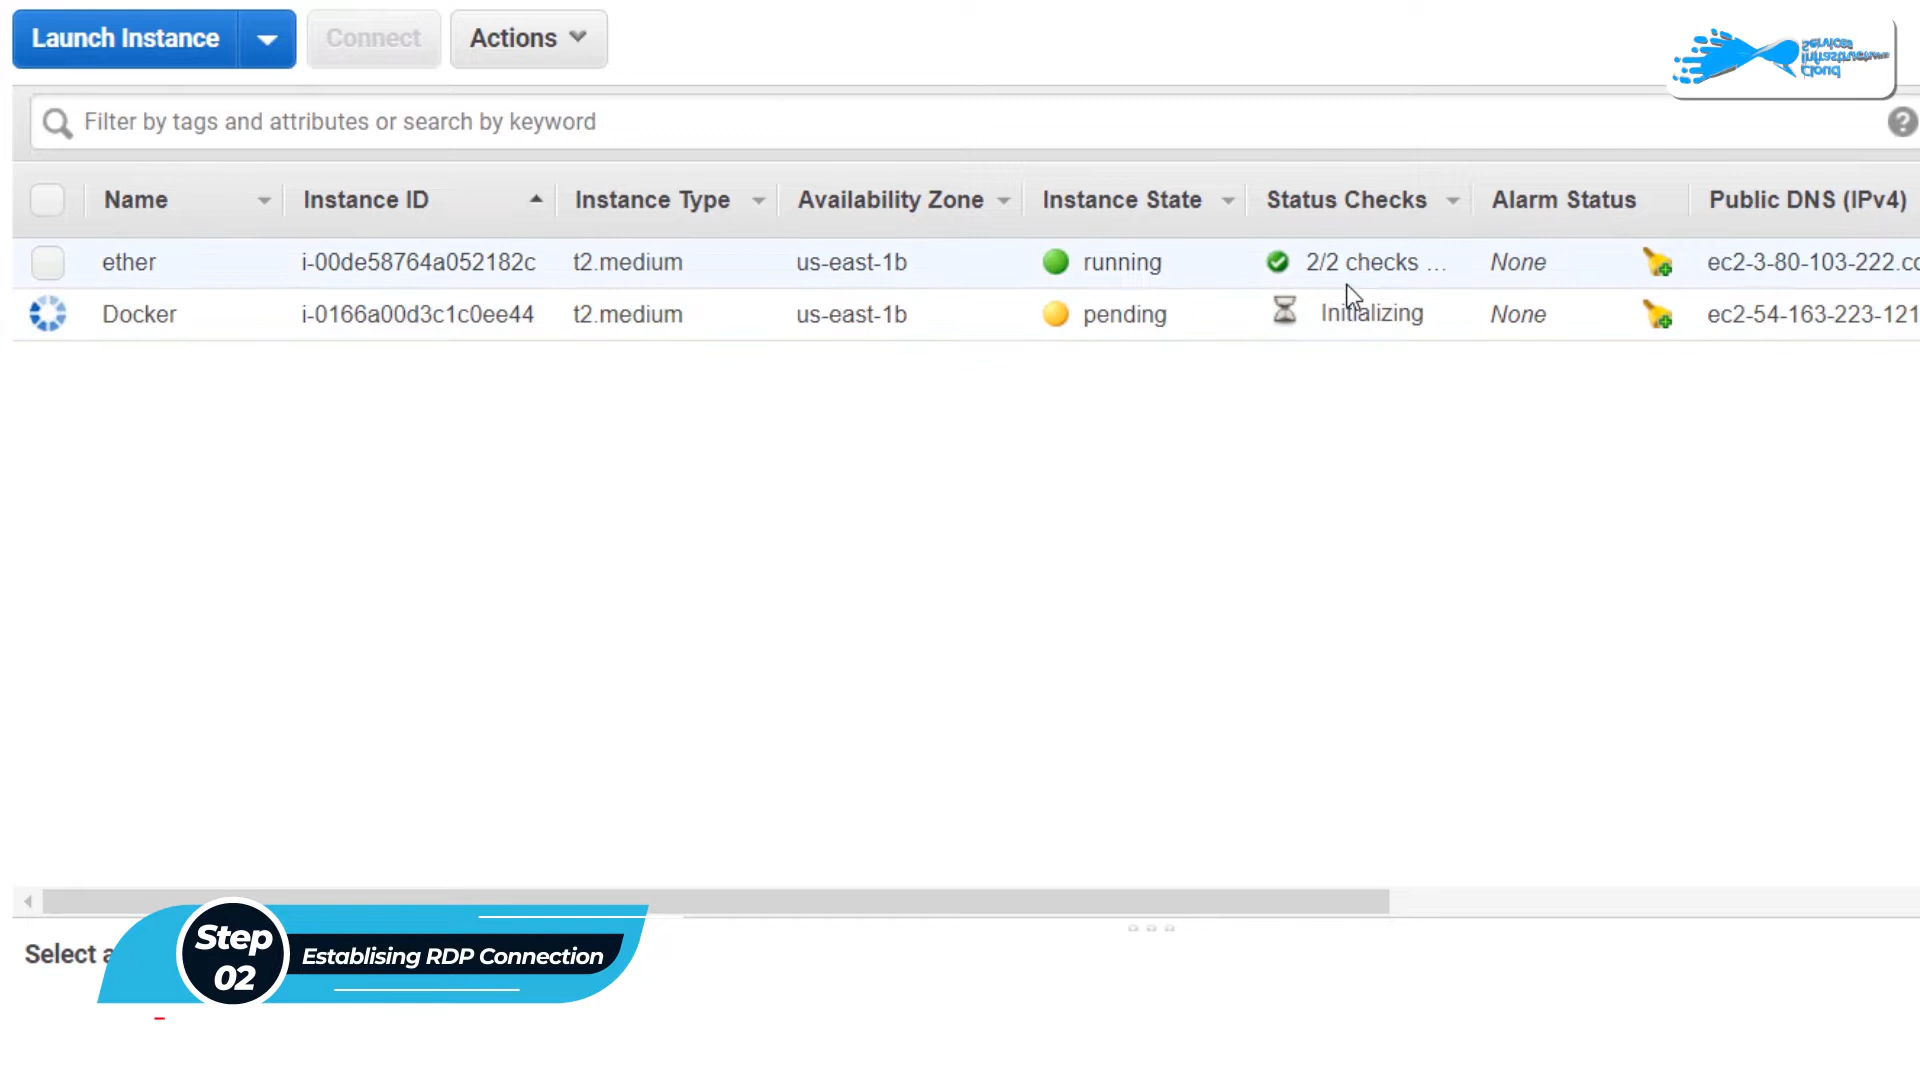 Launch Instance Connect Actions
Services
Infrastructure
Cloud
Filter by tags and attributes or search by keyword
Name Instance ID Instance Type Availability Zone Instance State Status Checks Alarm Status Public DNS (IPv4)
ether i-00de58764a052182c t2.medium us-east-1b running 2/2 checks ... None ec2-3-80-103-222.co
Docker i-0166a00d3c1c0ee44 t2.medium us-east-1b pending Initializing None ec2-54-163-223-121
Select a
Step
02
Establising RDP Connection